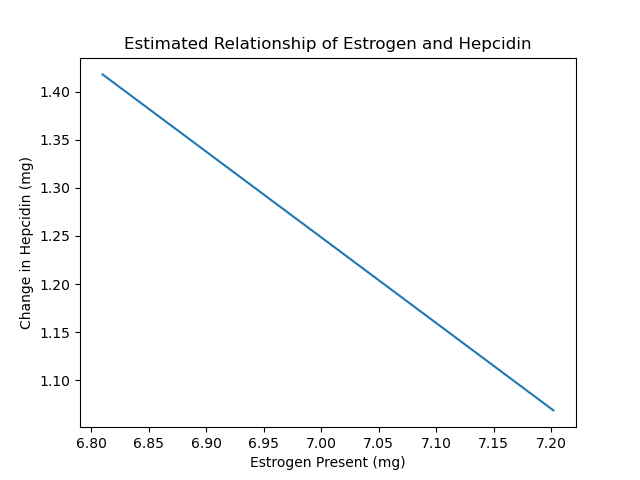 Estimated Relationship of Estrogen and Hepcidin
1.40
1.35
1.30
1.25
1.20
1.15
1.10
Change in Hepcidin (mg)
6.80 6.85 6.90 6.95 7.00 7.05 7.10 7.15 7.20
Estrogen Present (mg)